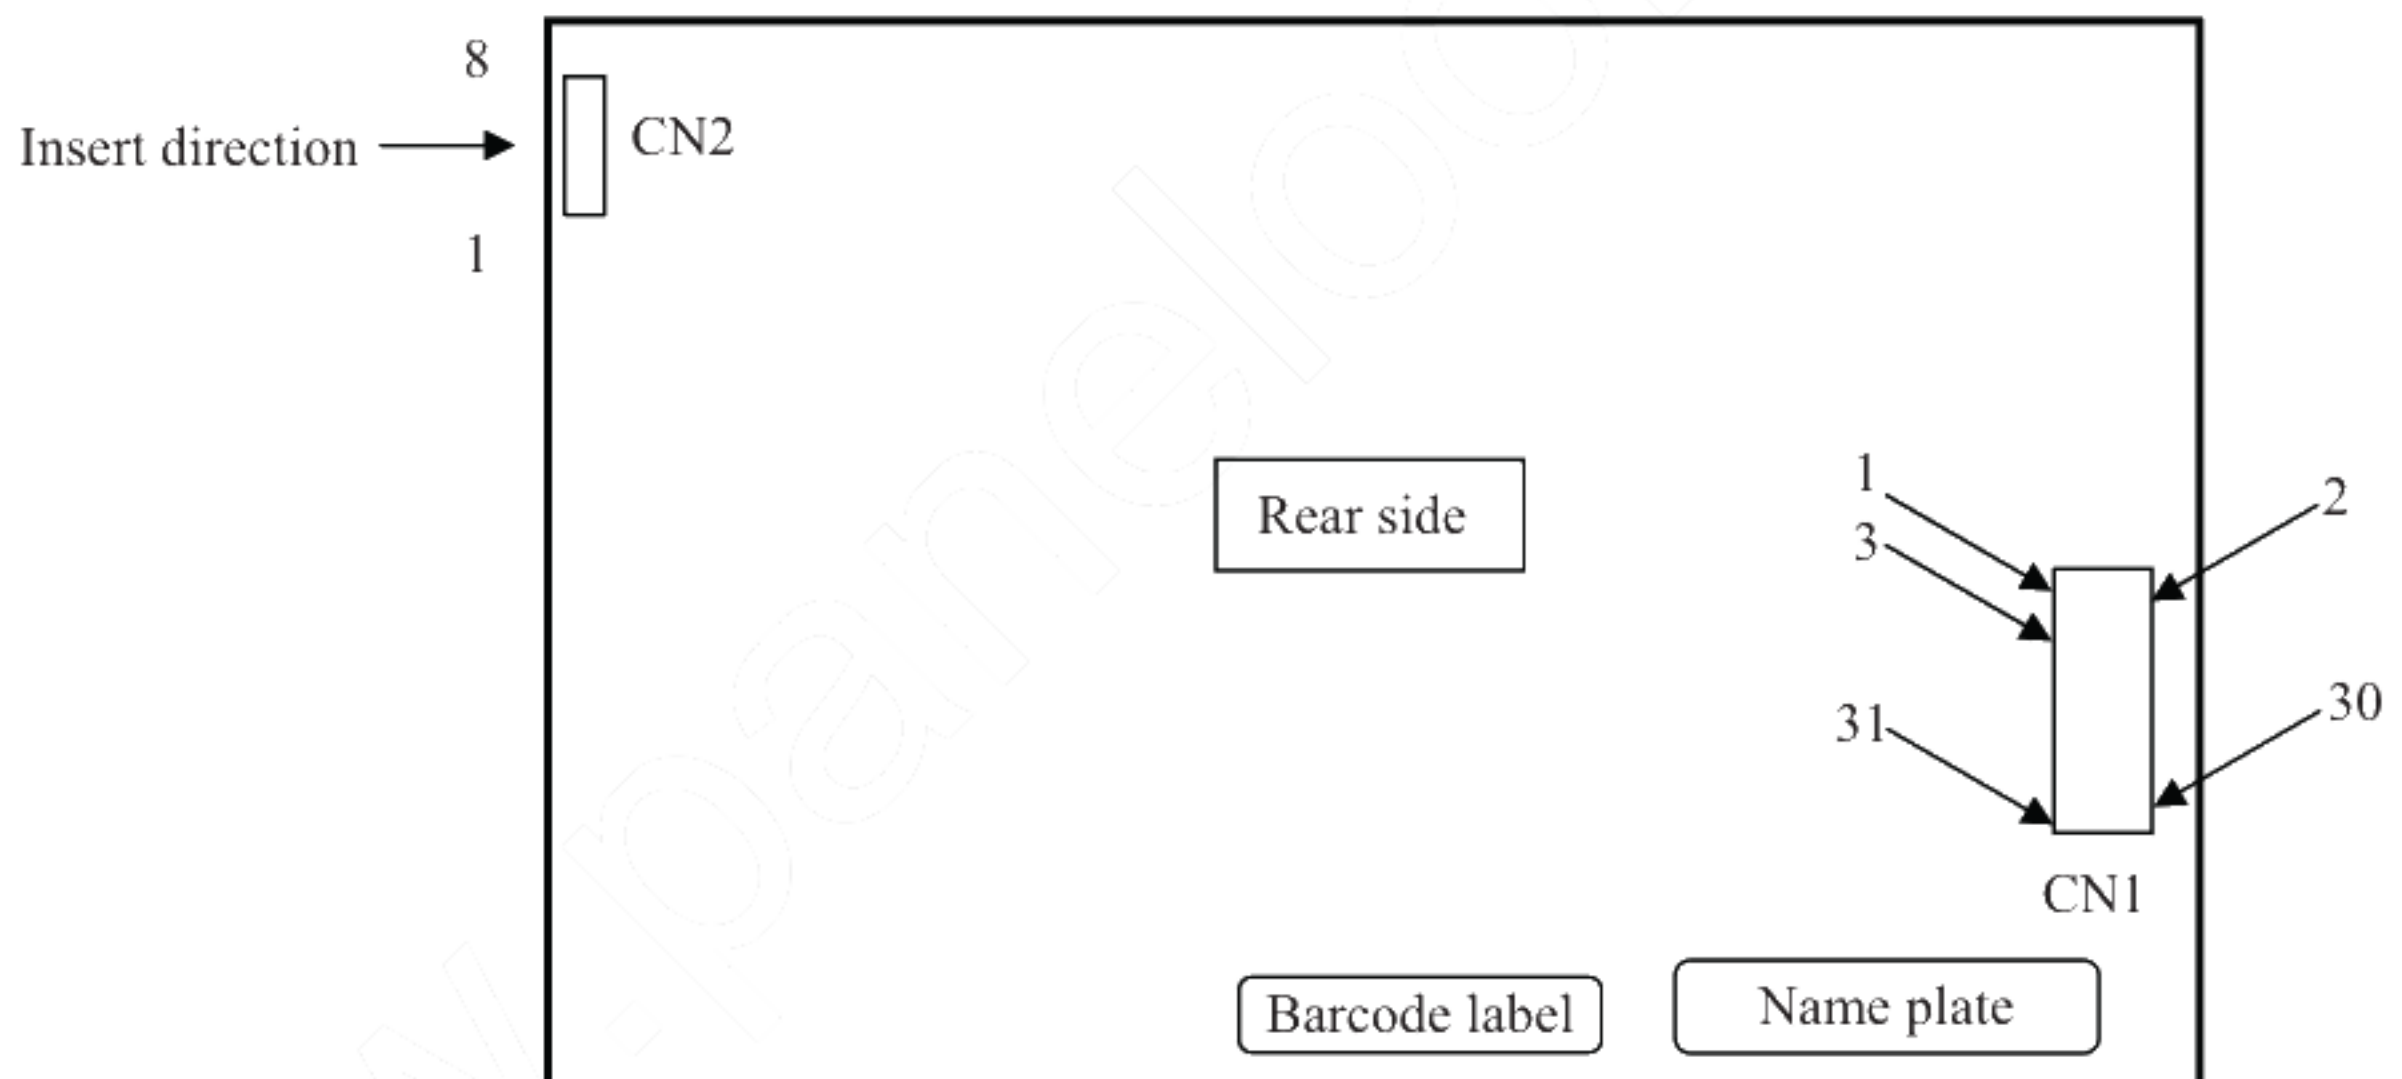 8
Insert direction
CN2
1
Rear side
1
2
3
31
30
CN1
Barcode label
Name plate